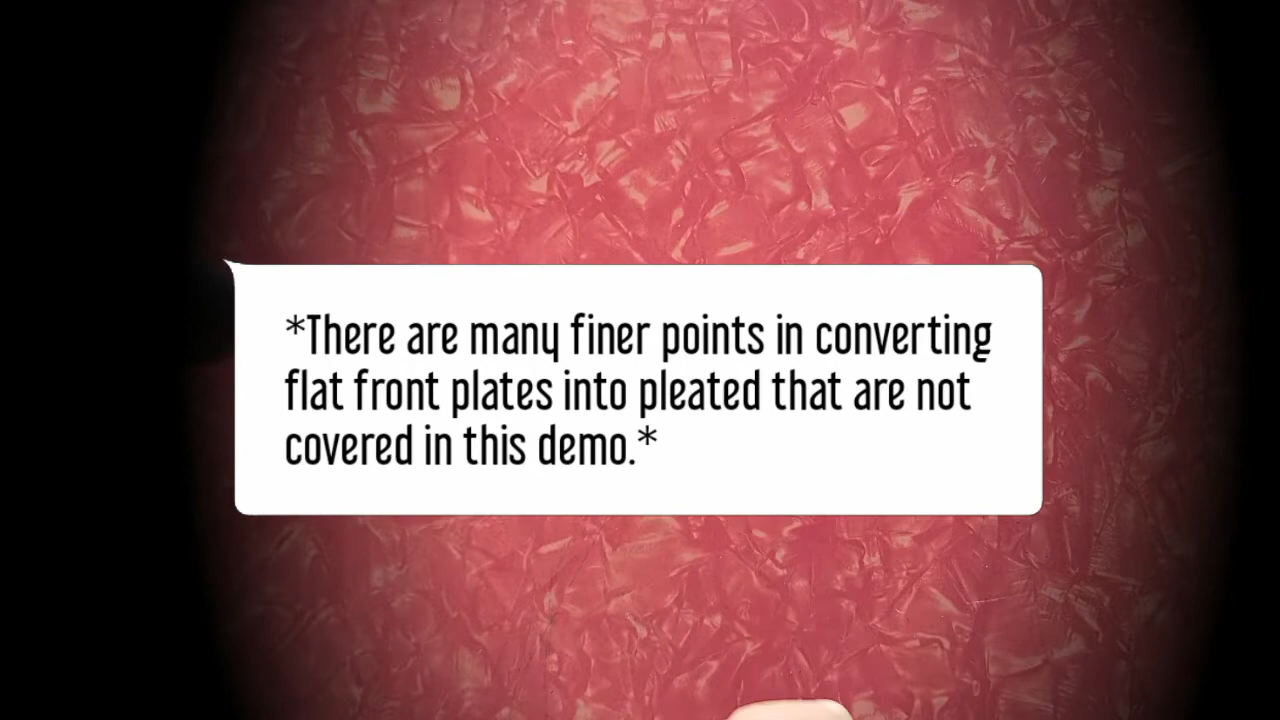 *There are many finer points in converting
flat front plates into pleated that are not
covered in this demo.*